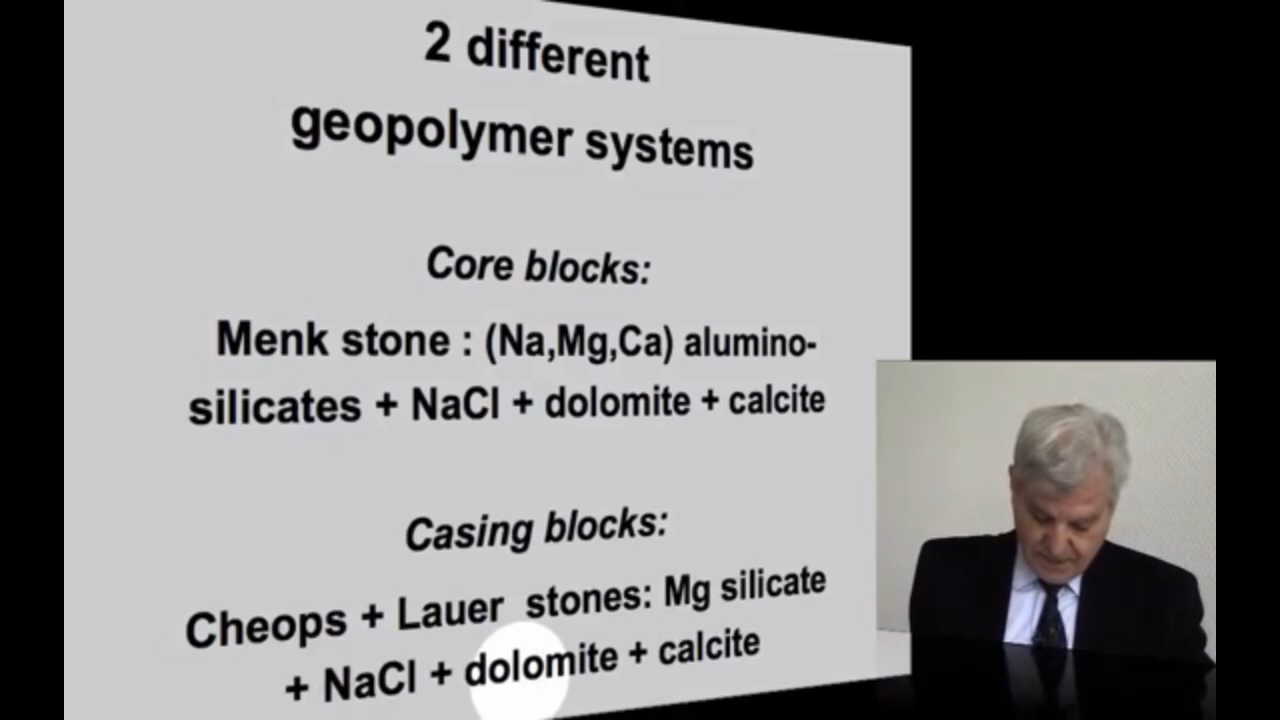 2 different
geopolymer systems
Core blocks:
Menk stone : (Na,Mg,Ca) alumino-
silicates + NaCl + dolomite + calcite
Casing blocks:
Cheops + Lauer stones: Mg silicate
+ NaCl + dolomite + calcite